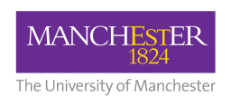 MANCHESTER
1824
The University of Manchester